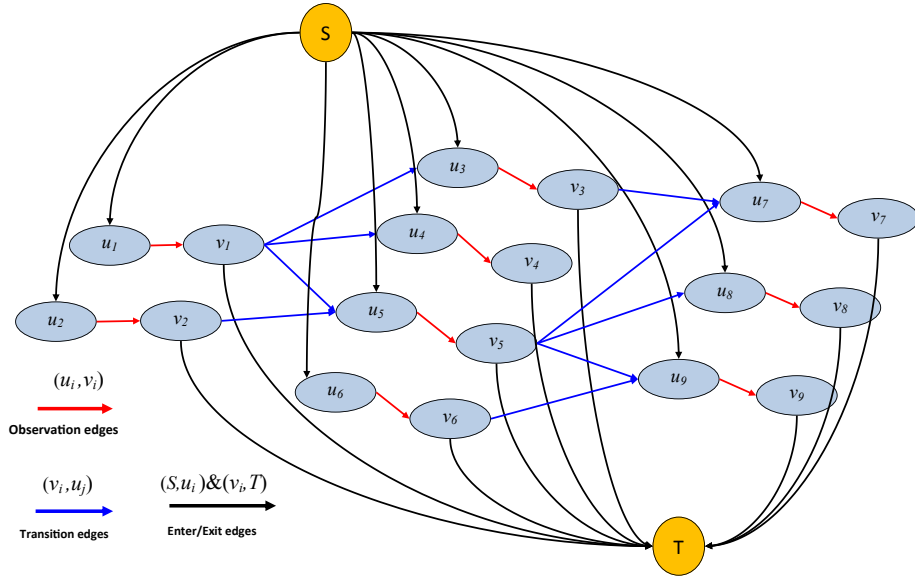 S
u3
v3
u7
v7
u1
v1
u4
v4
u8
v8
u2
v2
u5
v5
u9
v9
u6
v6
(ui,vi)
Observation edges
(vi,uj)
Transition edges
(S,ui)&(vi,T)
Enter/Exit edges
T